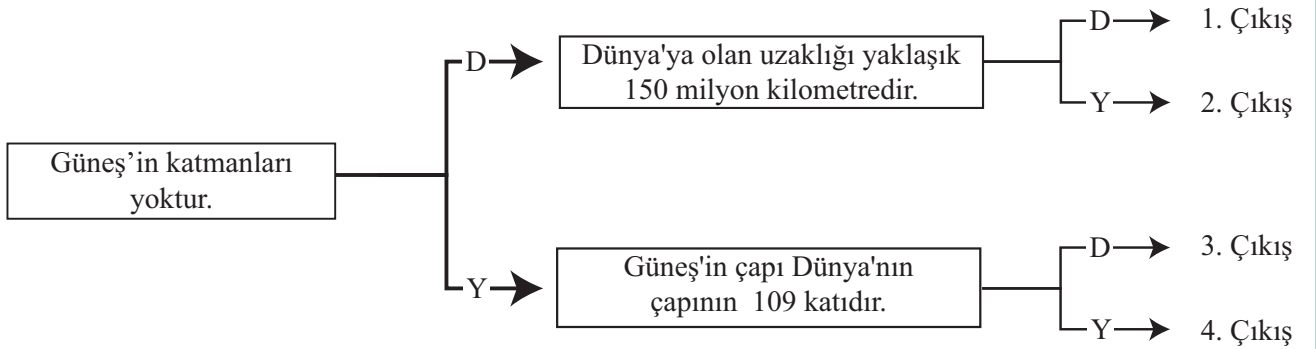 Güneş’in katmanları
yoktur.
D
Dünya'ya olan uzaklığı yaklaşık
150 milyon kilometredir.
D
1. Çıkış
Y
2. Çıkış
Y
Güneş'in çapı Dünya'nın
çapının 109 katıdır.
D
3. Çıkış
Y
4. Çıkış